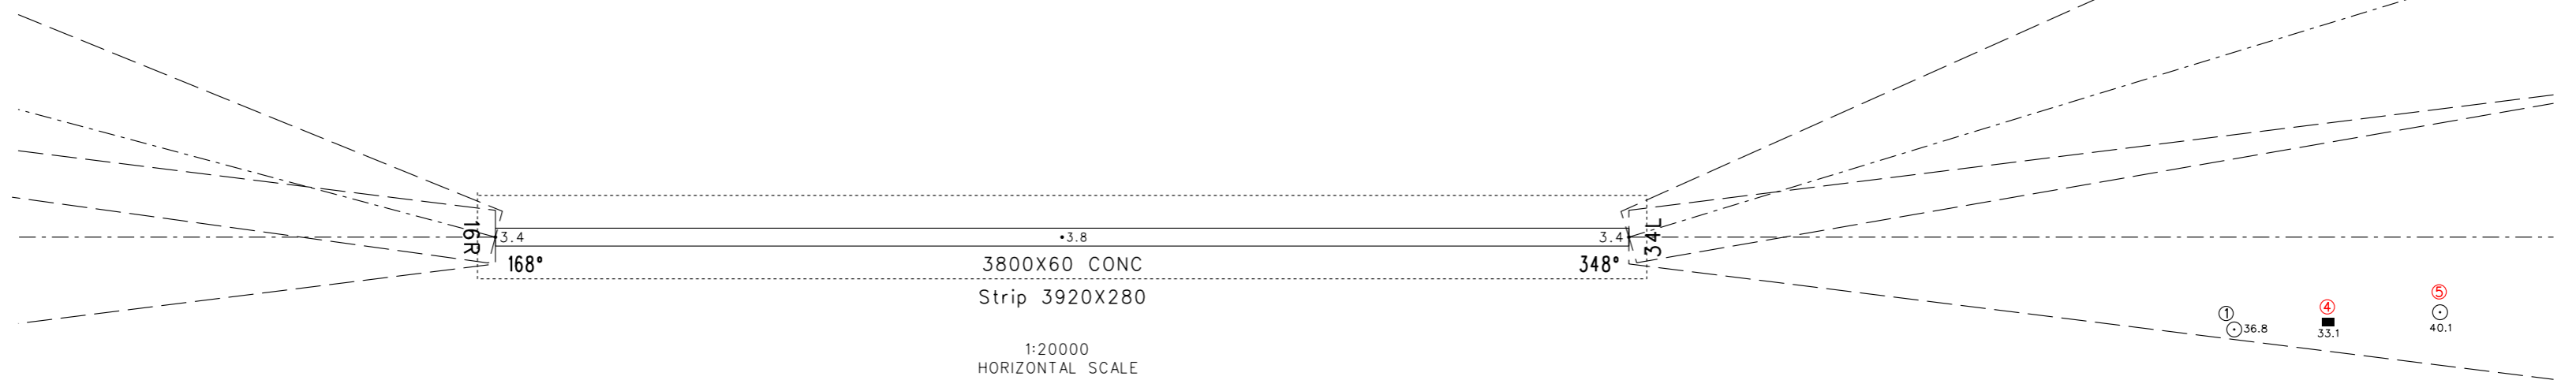 16R
3.4
•3.8
3.4
34L
168°
3800X60 CONC
348°
Strip 3920X280
1:20000
HORIZONTAL SCALE
①
36.8
④
33.1
⑤
40.1